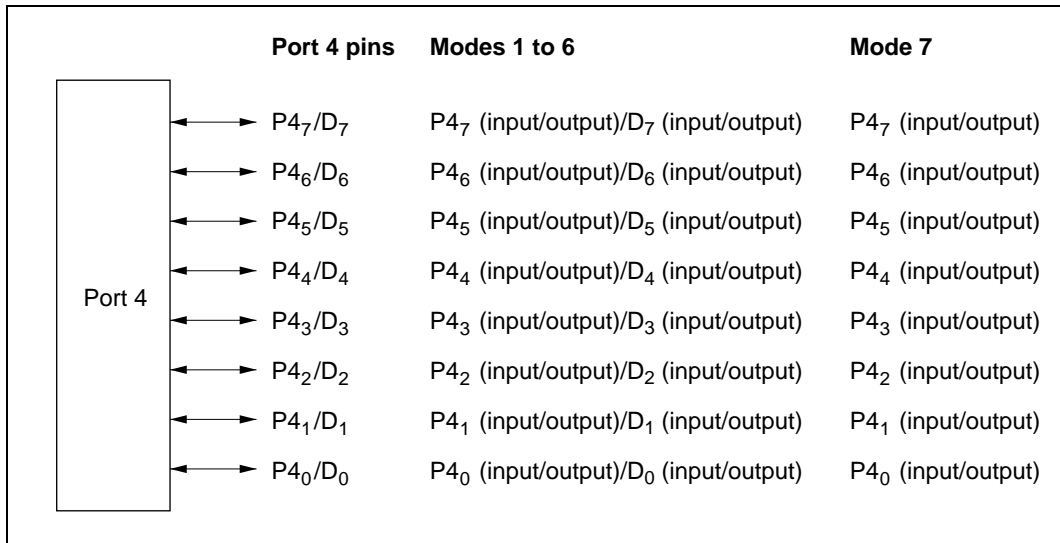 Port 4 pins Modes 1 to 6 Mode 7
P4₇/D₇ P4₇ (input/output)/D₇ (input/output) P4₇ (input/output)
P4₆/D₆ P4₆ (input/output)/D₆ (input/output) P4₆ (input/output)
P4₅/D₅ P4₅ (input/output)/D₅ (input/output) P4₅ (input/output)
P4₄/D₄ P4₄ (input/output)/D₄ (input/output) P4₄ (input/output)
Port 4
P4₃/D₃ P4₃ (input/output)/D₃ (input/output) P4₃ (input/output)
P4₂/D₂ P4₂ (input/output)/D₂ (input/output) P4₂ (input/output)
P4₁/D₁ P4₁ (input/output)/D₁ (input/output) P4₁ (input/output)
P4₀/D₀ P4₀ (input/output)/D₀ (input/output) P4₀ (input/output)